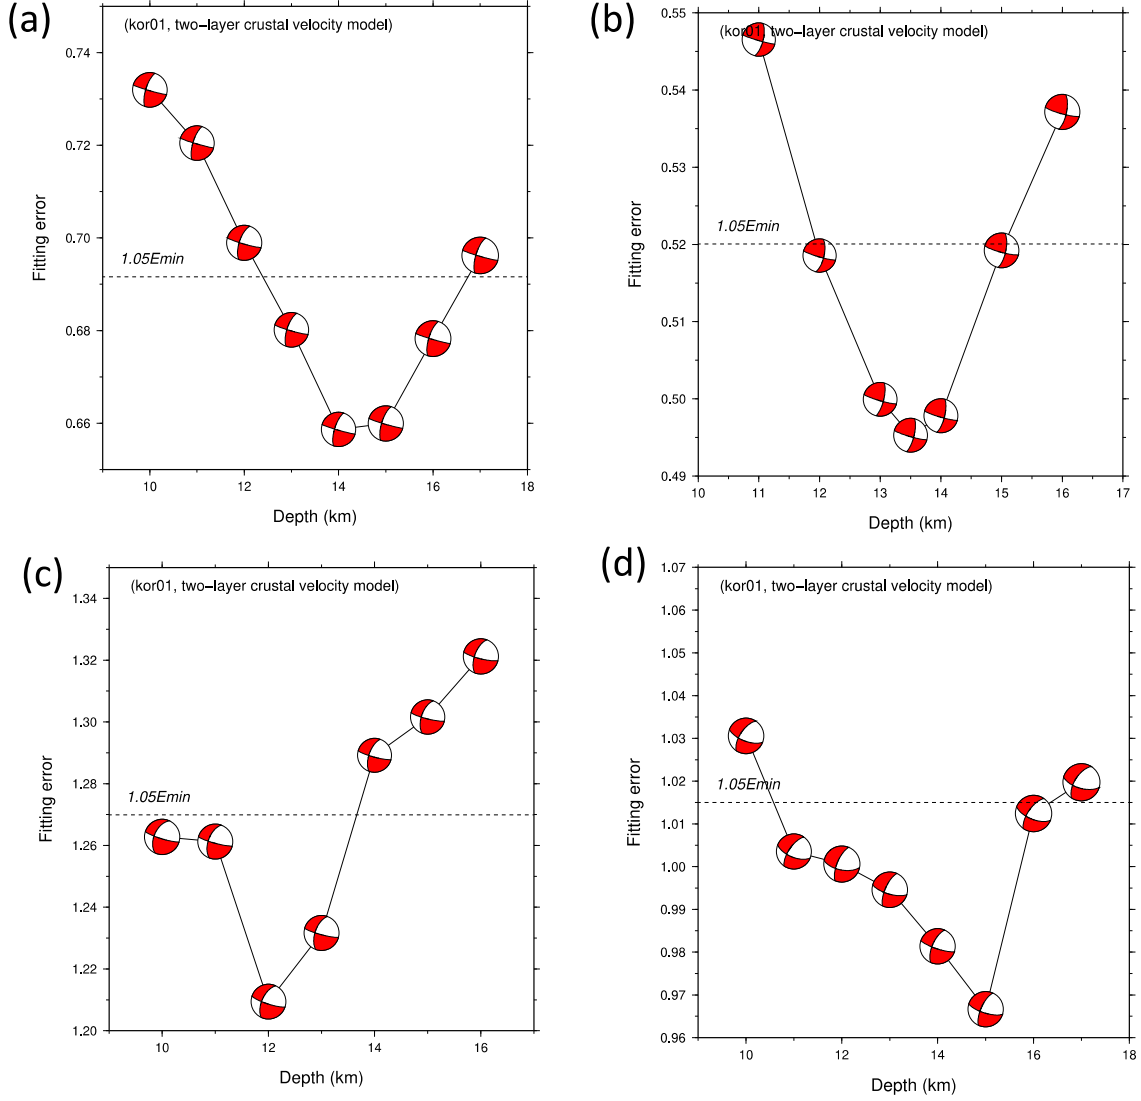 (a)
(kor01, two-layer crustal velocity model)
0.74
0.72
0.70
0.68
0.66
Fitting error
1.05Emin
10 12 14 16 18
Depth (km)
(b)
(kor01, two-layer crustal velocity model)
0.55
0.54
0.53
0.52
0.51
0.50
0.49
Fitting error
1.05Emin
10 11 12 13 14 15 16 17
Depth (km)
(c)
(kor01, two-layer crustal velocity model)
1.34
1.32
1.30
1.28
1.26
1.24
1.22
1.20
Fitting error
1.05Emin
10 12 14 16
Depth (km)
(d)
(kor01, two-layer crustal velocity model)
1.07
1.06
1.05
1.04
1.03
1.02
1.01
1.00
0.99
0.98
0.97
0.96
Fitting error
1.05Emin
10 12 14 16 18
Depth (km)